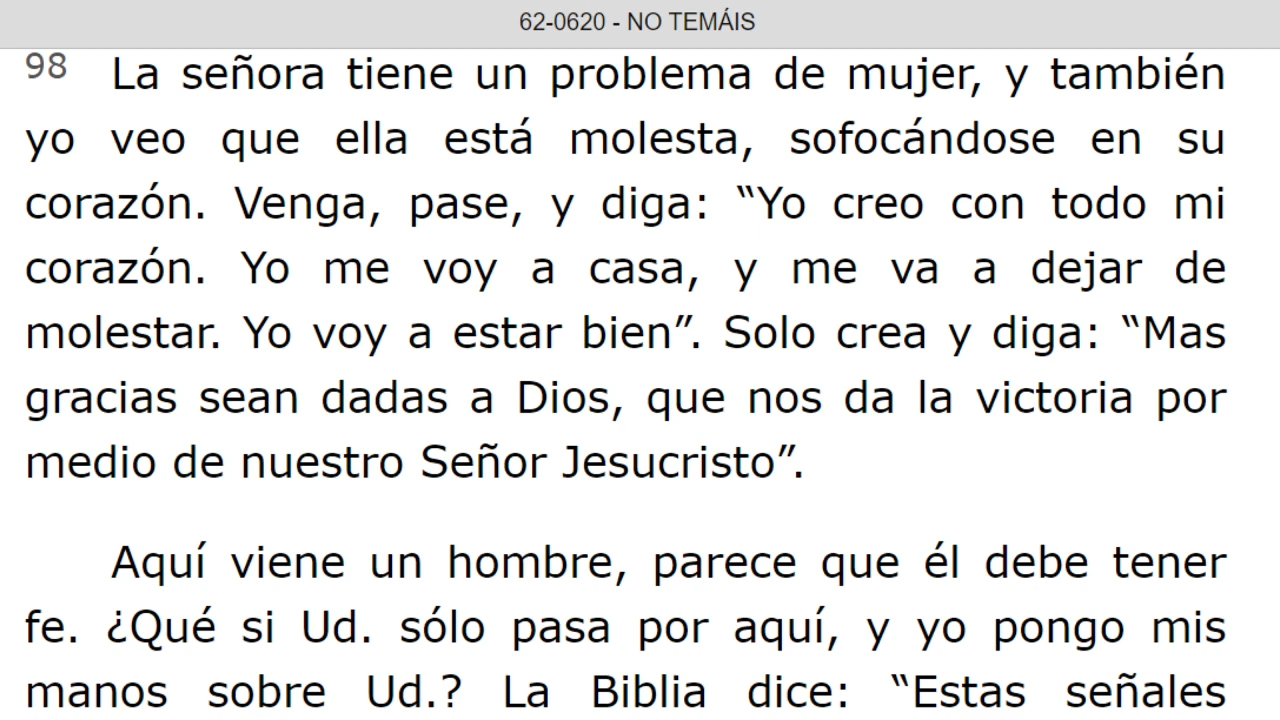 62-0620 - NO TEMÁIS
98 La señora tiene un problema de mujer, y también
yo veo que ella está molesta, sofocándose en su
corazón. Venga, pase, y diga: “Yo creo con todo mi
corazón. Yo me voy a casa, y me va a dejar de
molestar. Yo voy a estar bien”. Solo crea y diga: “Mas
gracias sean dadas a Dios, que nos da la victoria por
medio de nuestro Señor Jesucristo”.
Aquí viene un hombre, parece que él debe tener
fe. ¿Qué si Ud. sólo pasa por aquí, y yo pongo mis
manos sobre Ud.? La Biblia dice: “Estas señales